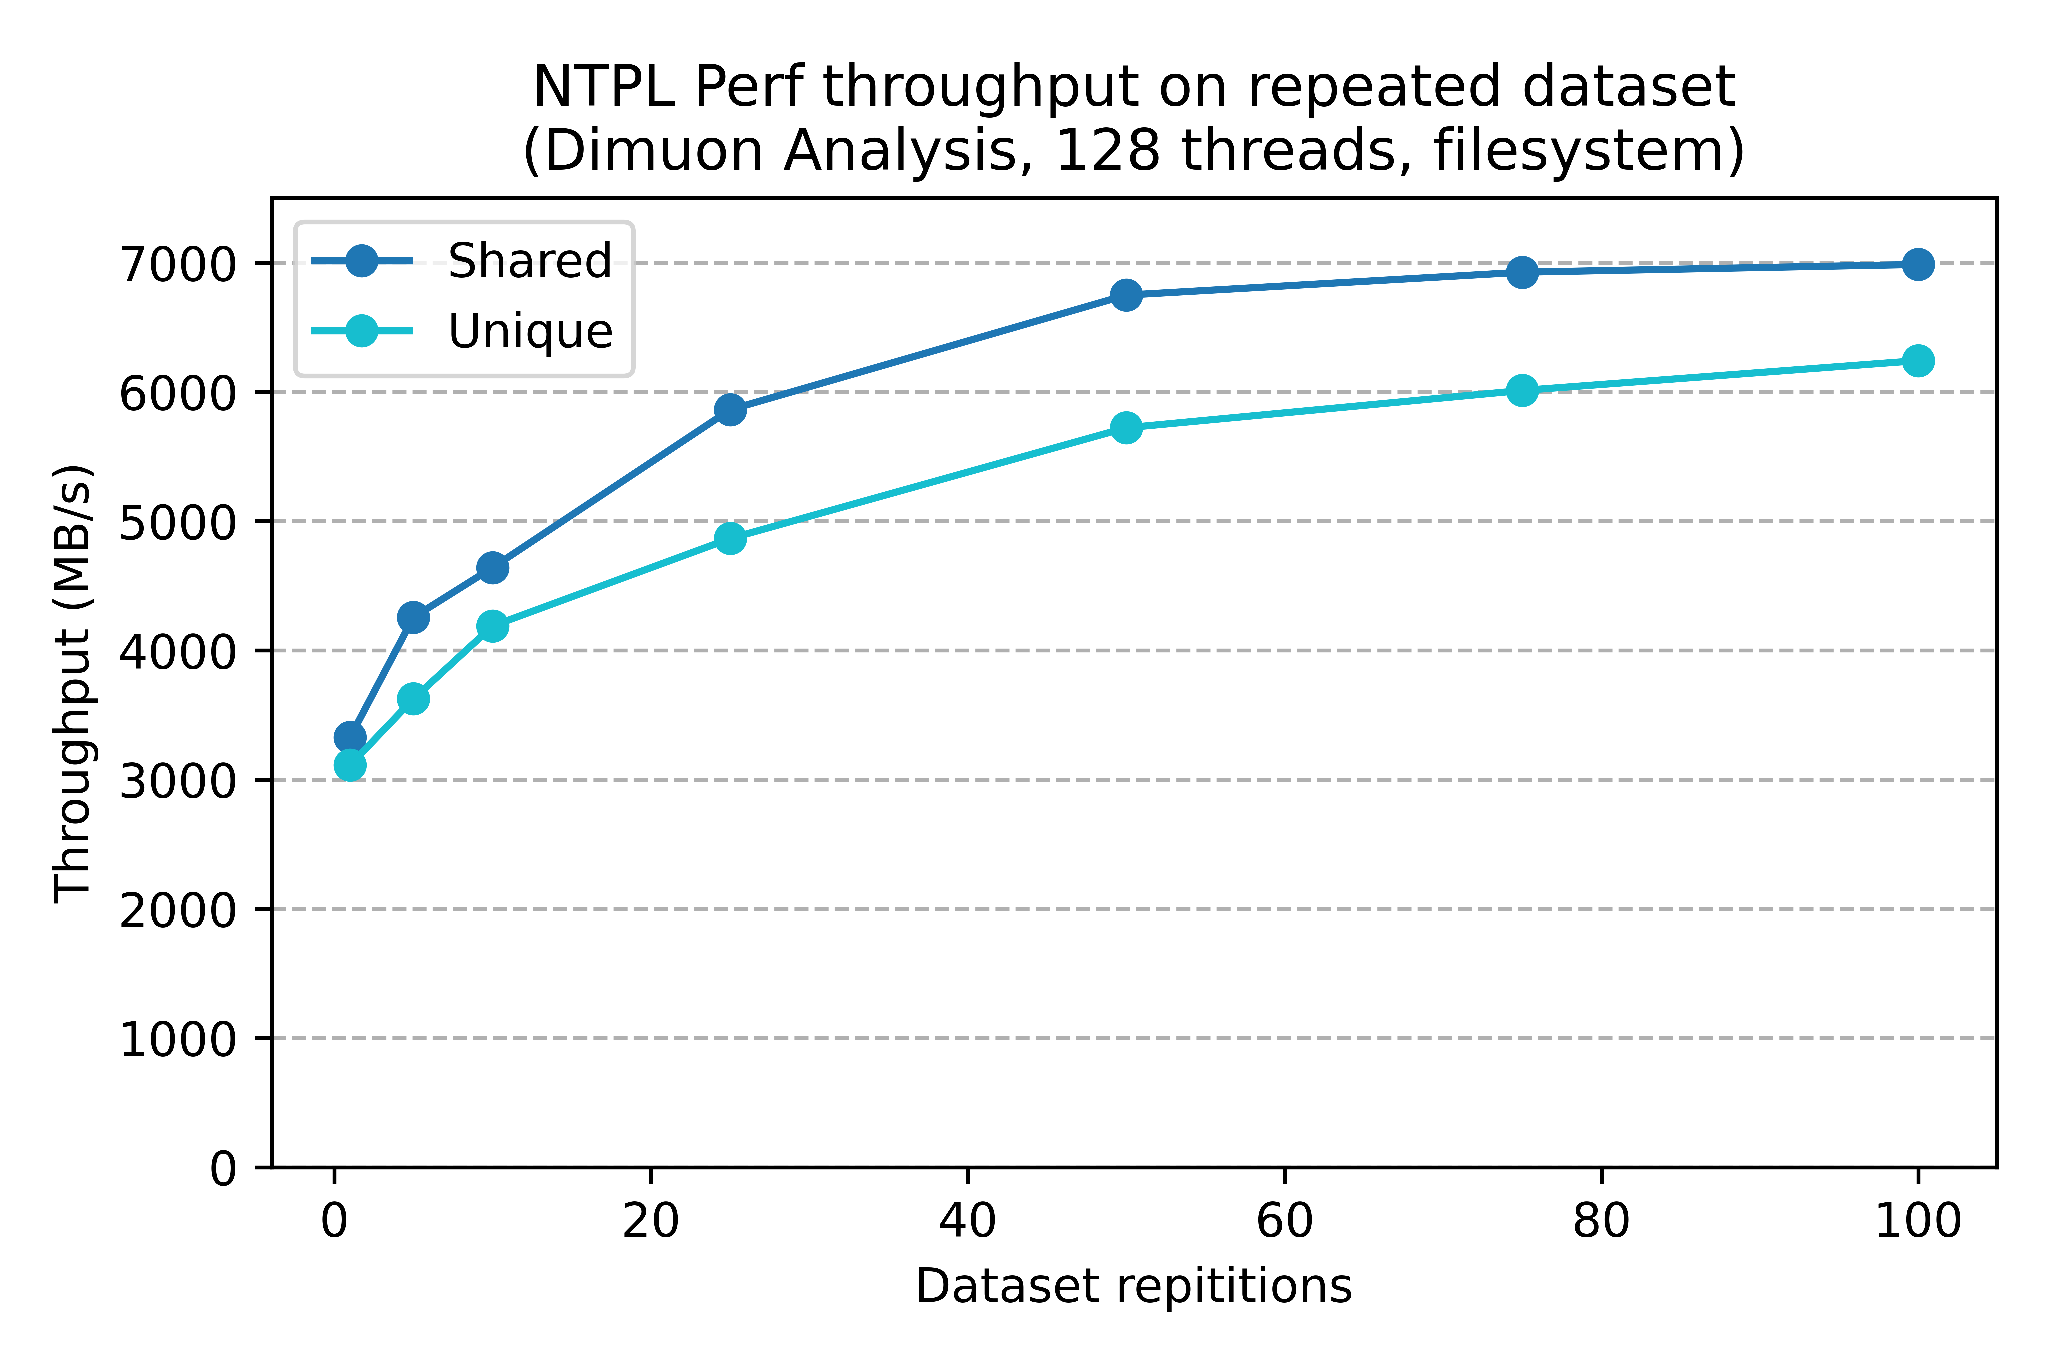 NTPL Perf throughput on repeated dataset
(Dimuon Analysis, 128 threads, filesystem)
Shared
Unique
Throughput (MB/s)
7000
6000
5000
4000
3000
2000
1000
0
0 20 40 60 80 100
Dataset repititions